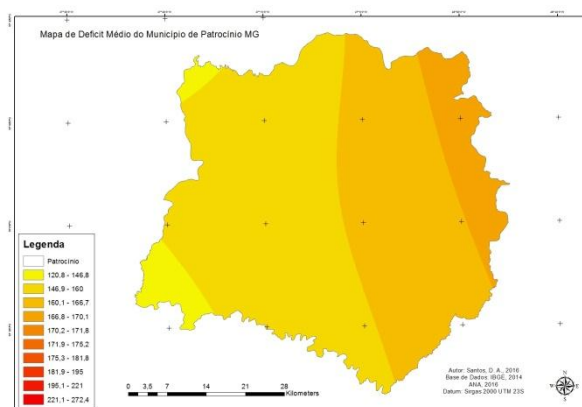 Mapa de Deficit Médio do Município de Patrocínio MG
Legenda
Patrocínio
120,8 - 146,8
146,9 - 160
160,1 - 166,7
166,8 - 170,1
170,2 - 171,8
171,9 - 175,2
175,3 - 181,8
181,9 - 195
195,1 - 221
221,1 - 272,4
0 3,5 7 14 21 28
Kilometers
Autor: Santos, D. A., 2016
Base de Dados: IBGE, 2014
ANA, 2016
Datum: Sirgas 2000 UTM 23S